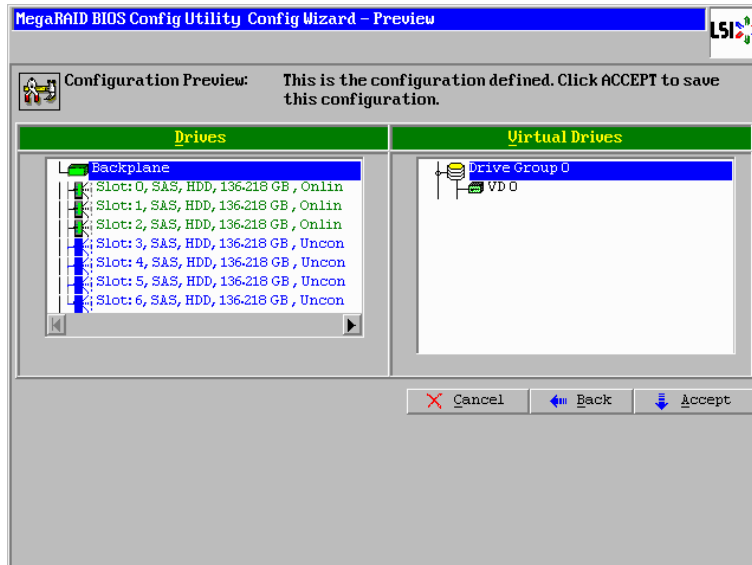 MegaRAID BIOS Config Utility Config Wizard – Preview
LSI
Configuration Preview: This is the configuration defined. Click ACCEPT to save
this configuration.
Drives
Backplane
Slot: 0, SAS, HDD, 136.218 GB , Onlin
Slot: 1, SAS, HDD, 136.218 GB , Onlin
Slot: 2, SAS, HDD, 136.218 GB , Onlin
Slot: 3, SAS, HDD, 136.218 GB , Uncon
Slot: 4, SAS, HDD, 136.218 GB , Uncon
Slot: 5, SAS, HDD, 136.218 GB , Uncon
Slot: 6, SAS, HDD, 136.218 GB , Uncon
Virtual Drives
Drive Group 0
VD 0
Cancel
Back
Accept